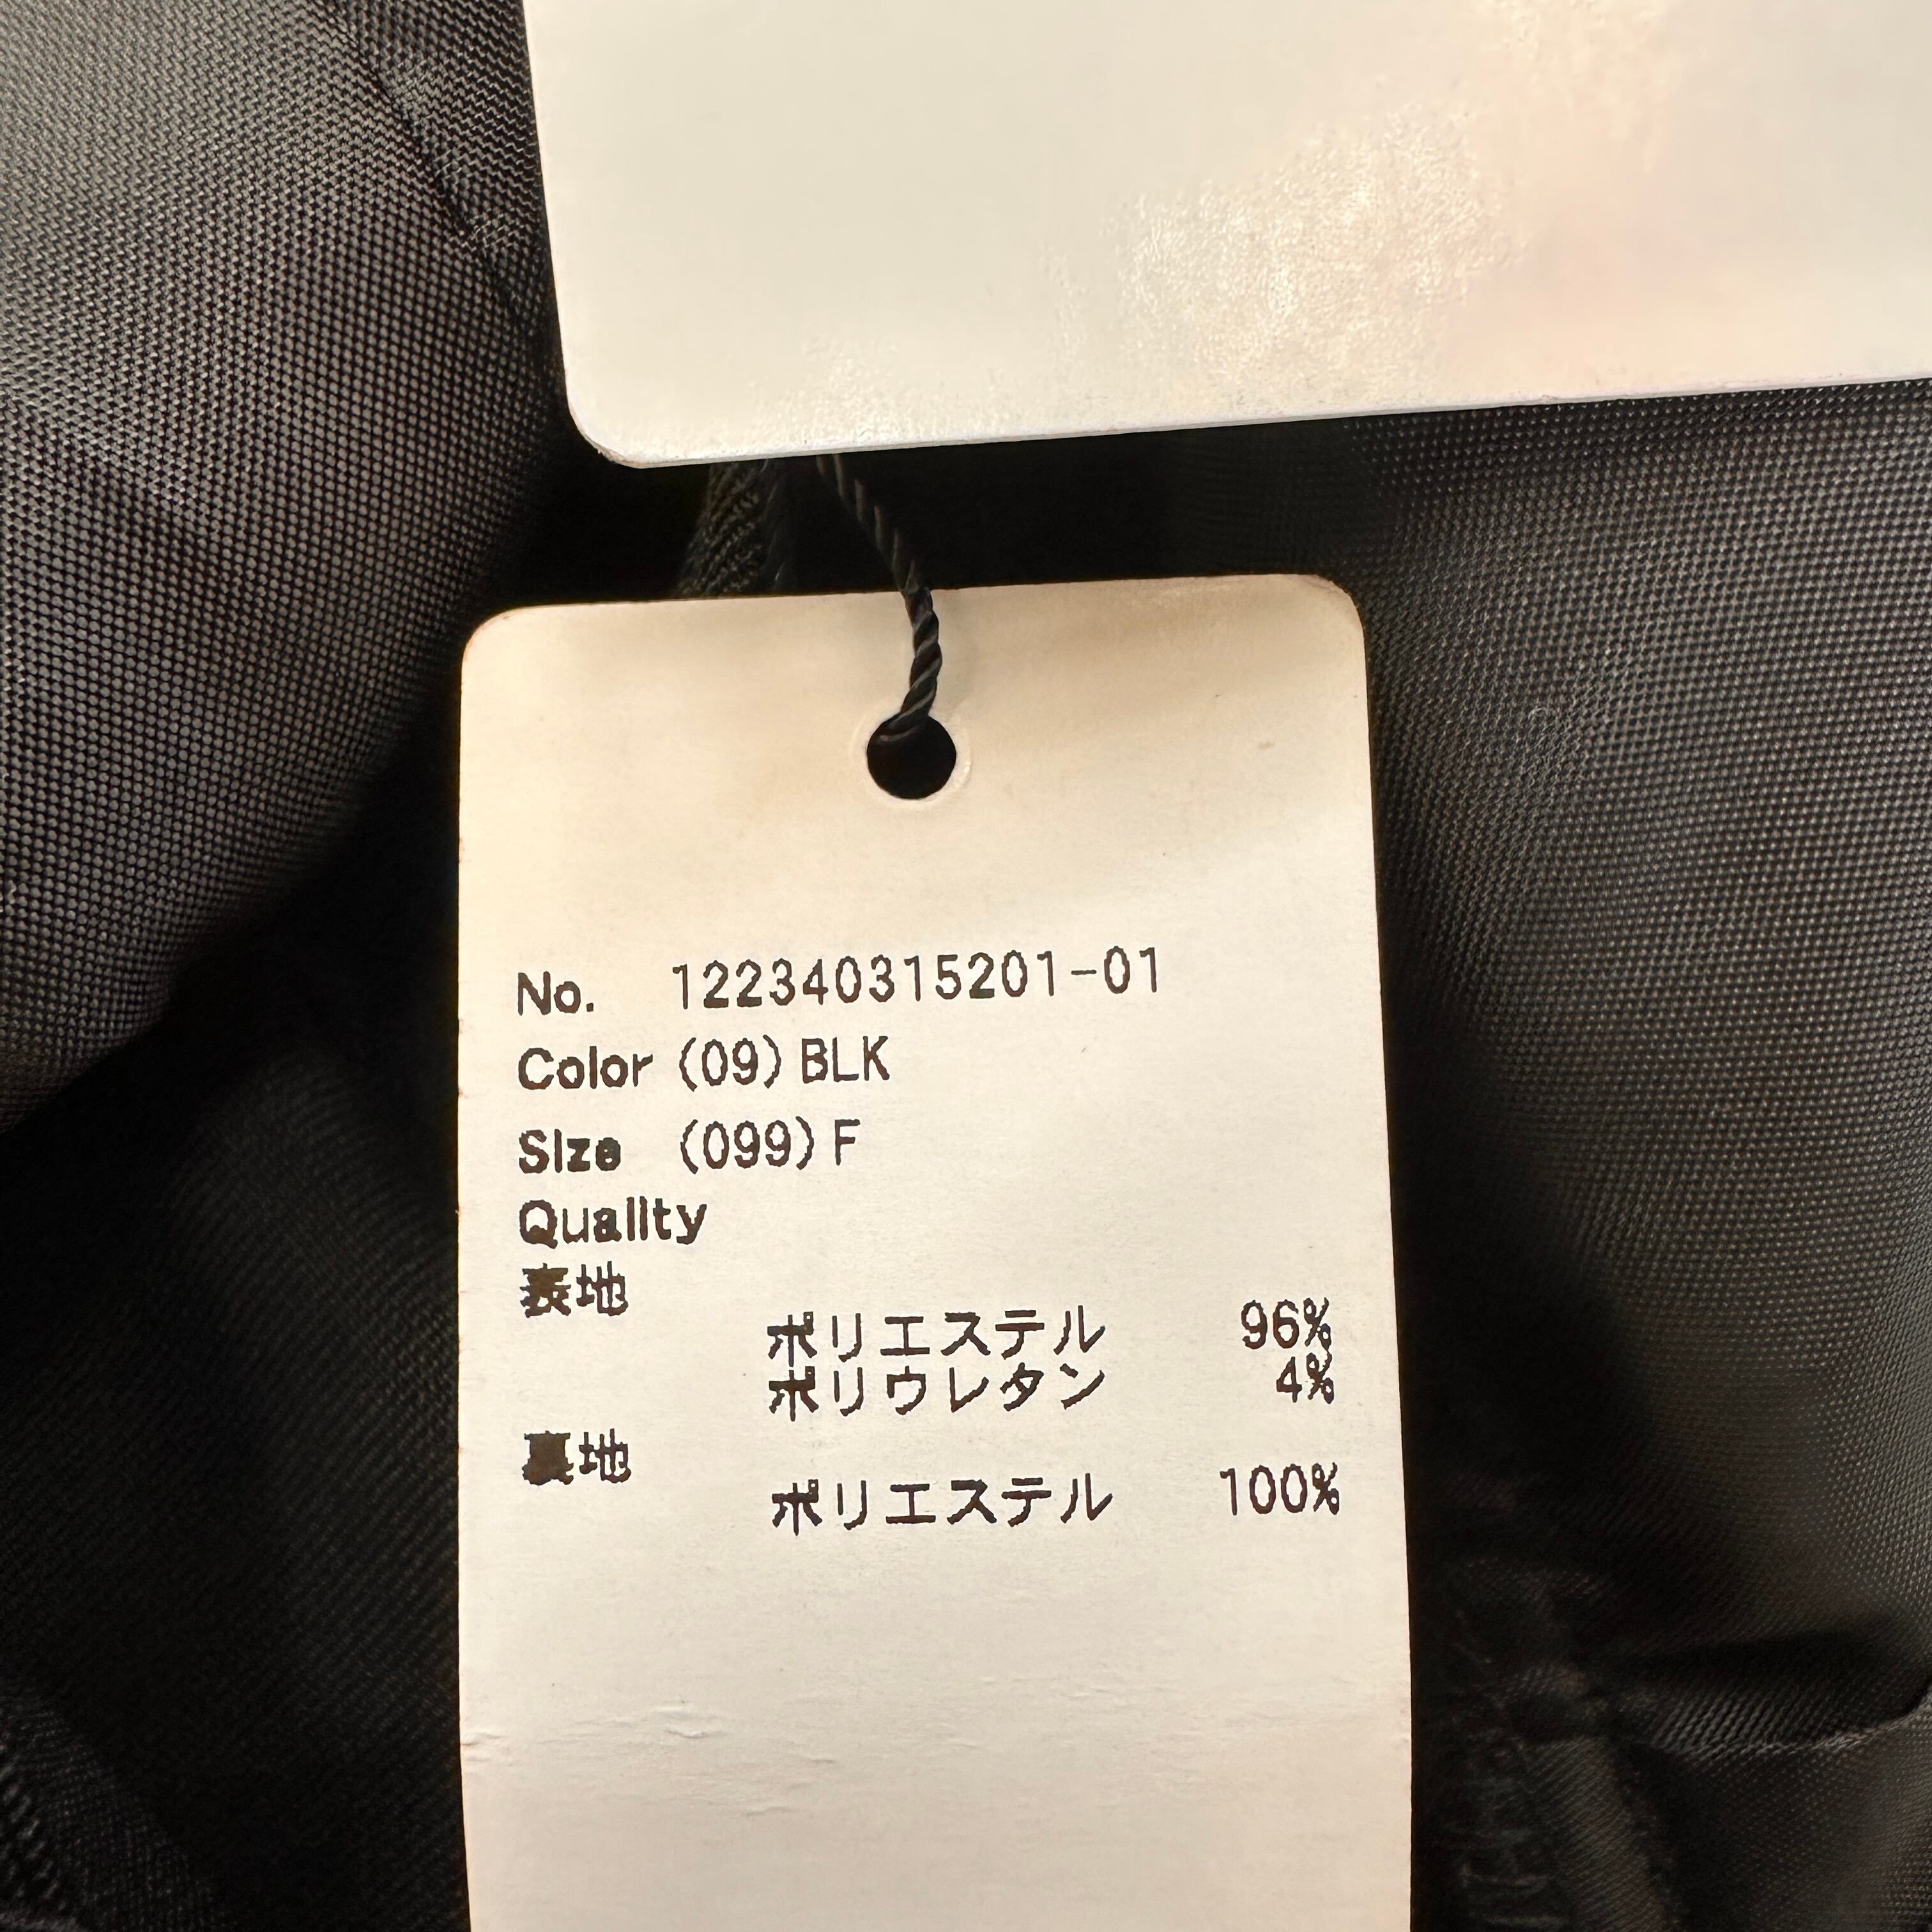 No. 122340315201-01
Color (09) BLK
Size (099) F
Quality
表地
ポリエステル 96%
ポリウレタン 4%
裏地
ポリエステル 100%